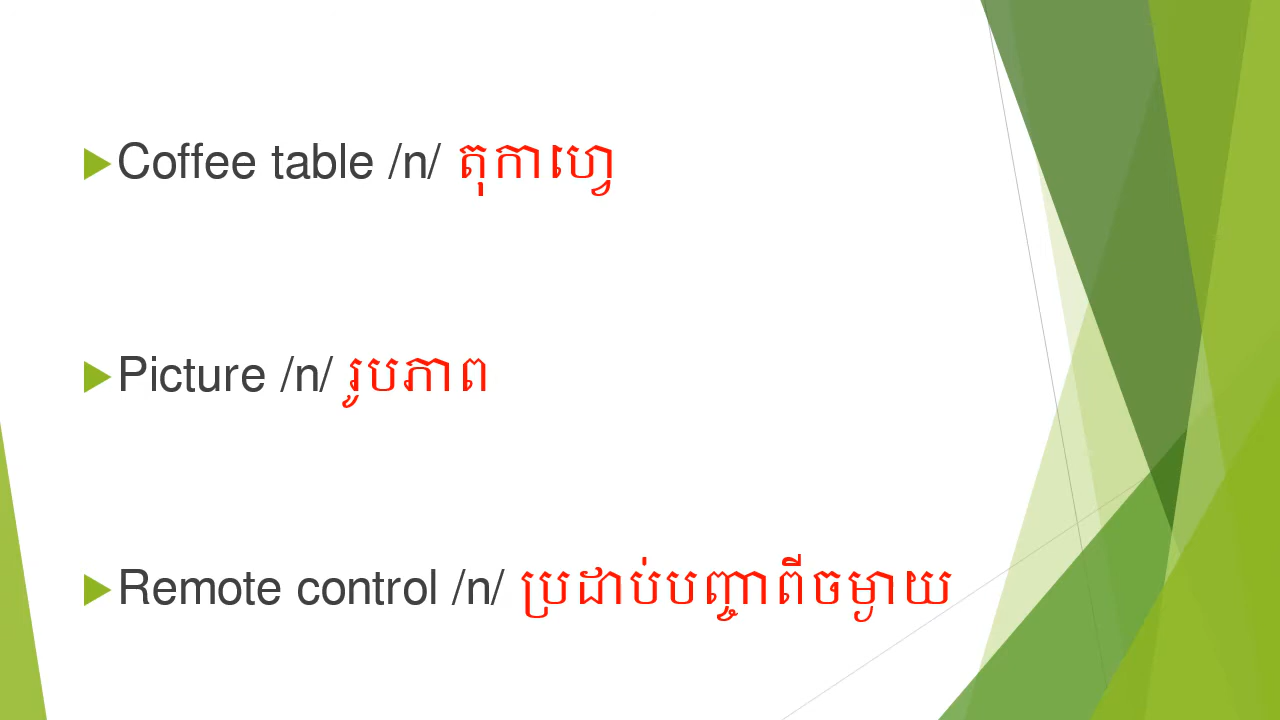 Coffee table /n/ តុកាហ្វេ
Picture /n/ រូបភាព
Remote control /n/ ប្រដាប់បញ្ជាពីចម្ងាយ